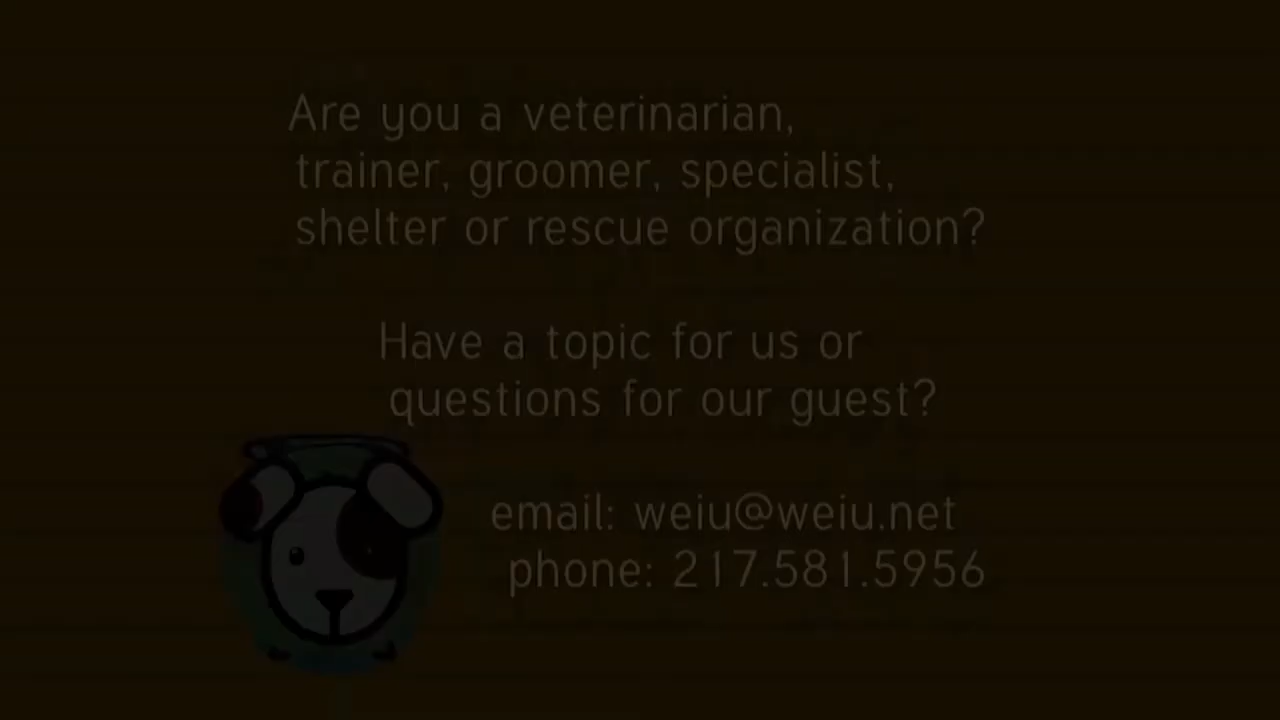 Are you a veterinarian,
trainer, groomer, specialist,
shelter or rescue organization?
Have a topic for us or
questions for our guest?
email: weiu@weiu.net
phone: 217.581.5956